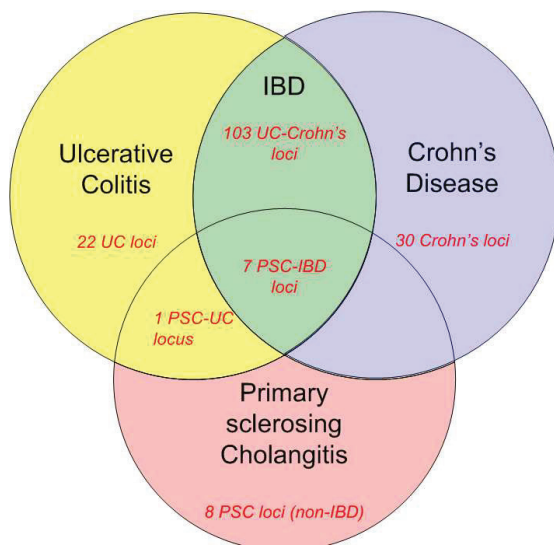 IBD
103 UC-Crohn's
loci
Ulcerative
Colitis
Crohn's
Disease
22 UC loci
30 Crohn's loci
7 PSC-IBD
loci
1 PSC-UC
locus
Primary
sclerosing
Cholangitis
8 PSC loci (non-IBD)